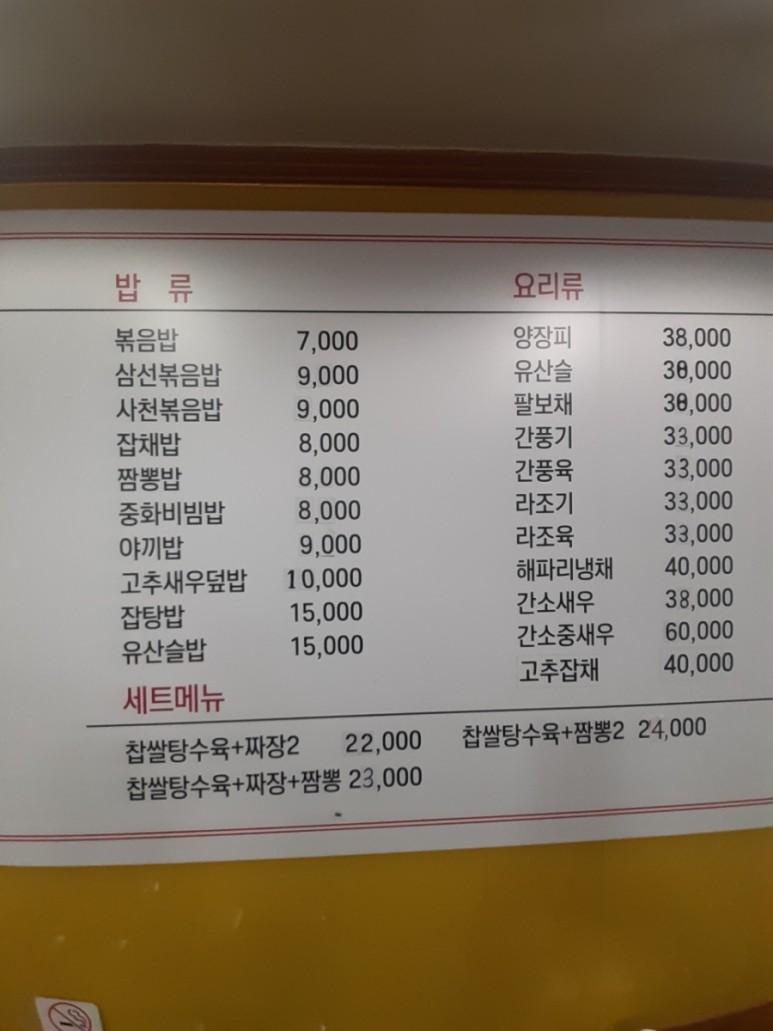 밥 류
볶음밥 7,000
삼선볶음밥 9,000
사천볶음밥 9,000
잡채밥 8,000
짬뽕밥 8,000
중화비빔밥 8,000
야끼밥 9,000
고추새우덮밥 10,000
잡탕밥 15,000
유산슬밥 15,000
요리류
양장피 38,000
유산슬
팔보채
간풍기 33,000
간풍육 33,000
라조기 33,000
라조육 33,000
해파리냉채 40,000
간소새우 38,000
간소중새우 60,000
고추잡채 40,000
세트메뉴
찹쌀탕수육+짜장2 22,000
찹쌀탕수육+짬뽕2 24,000
찹쌀탕수육+짜장+짬뽕 23,000